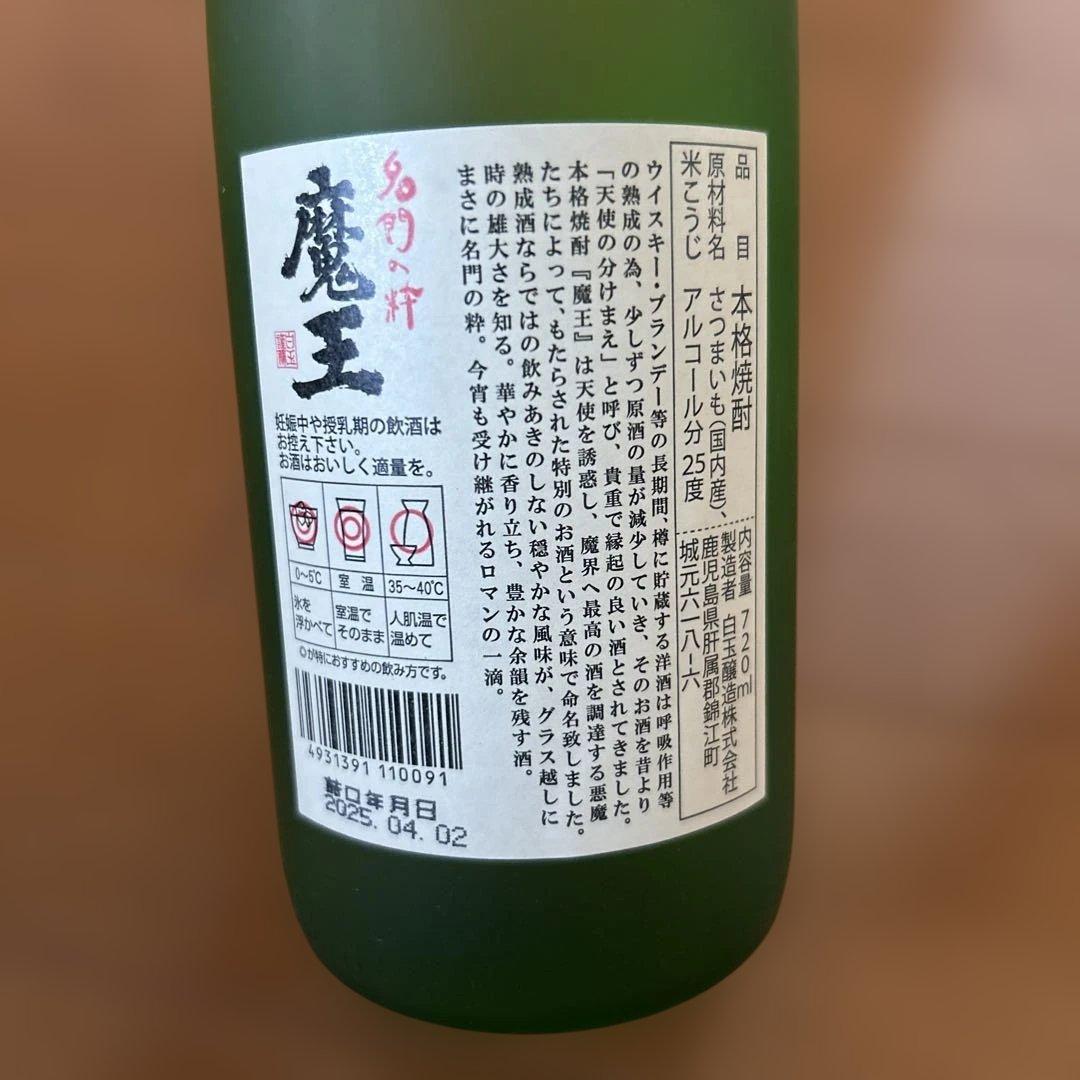 品目 本格焼酎
原材料名 さつまいも(国内産)、
米こうじ アルコール分 25度
内容量 720ml
製造者 白玉醸造株式会社
鹿児島県肝属郡錦江町
城元六一八ー六
ウイスキー・ブランデー等の長期間、樽に貯蔵する洋酒は呼吸作用等
の熟成の為、少しずつ原酒の量が減少していき、そのお酒を昔より
「天使の分けまえ」と呼び、貴重で縁起の良い酒とされてきました。
本格焼酎『魔王』は天使を誘惑し、魔界へ最高の酒を調達する悪魔
たちによって、もたらされた特別のお酒という意味で命名致しました。
熟成酒ならではの飲みあきのしない穏やかな風味が、グラス越しに
時の雄大さを知る。華やかに香り立ち、豊かな余韻を残す酒。
まさに名門の粋。今宵も受け継がれるロマンの一滴。
名門の粋
魔王
妊娠中や授乳期の飲酒は
お控え下さい。
お酒はおいしく適量を。
0〜5℃ 室温 35〜40℃
氷を
浮かべて
室温で
そのまま
人肌温で
温めて
◎が特におすすめの飲み方です。
4931391 110091
詰口年月日
2025.04.02